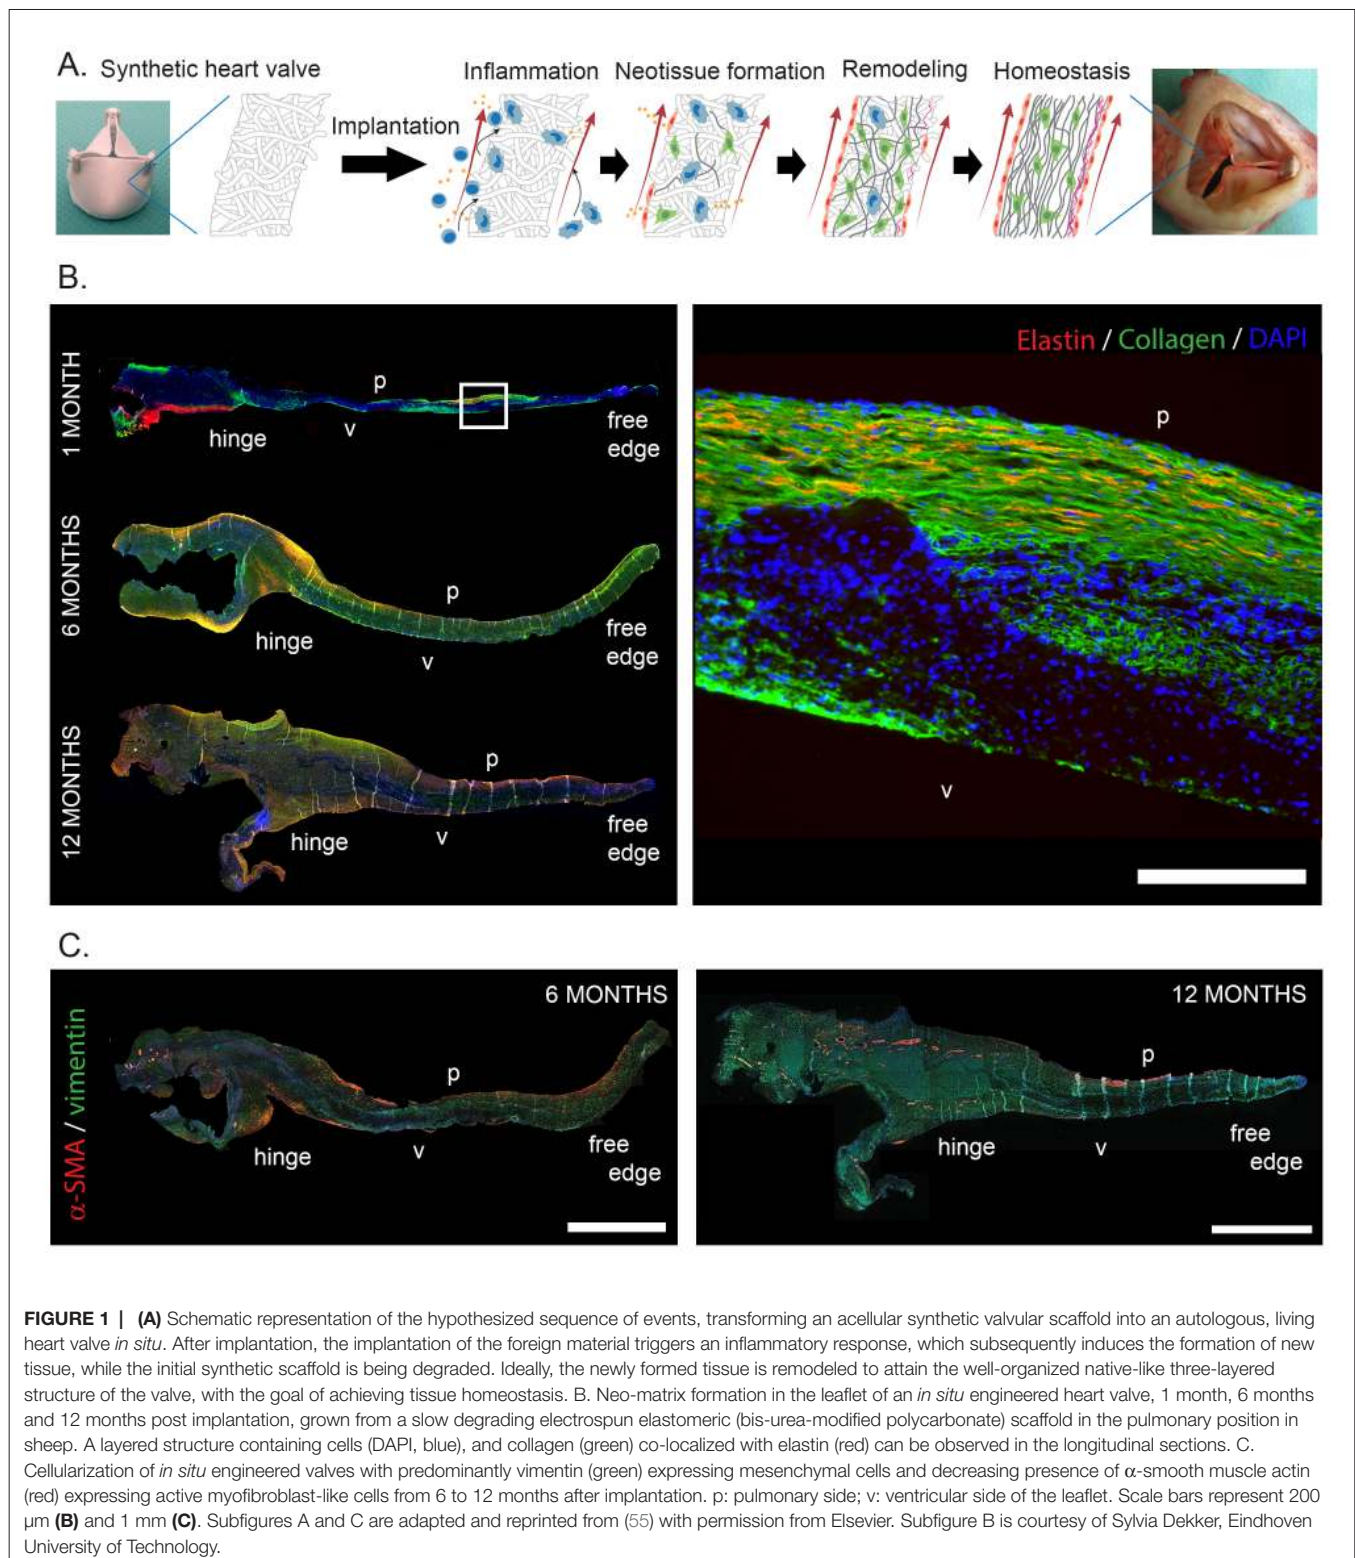 A. Synthetic heart valve
Implantation
Inflammation
Neotissue formation
Remodeling
Homeostasis
B.
1 MONTH
p
v
hinge
free
edge
6 MONTHS
p
v
hinge
free
edge
12 MONTHS
p
v
hinge
free
edge
Elastin / Collagen / DAPI
p
v
C.
α-SMA / vimentin
6 MONTHS
p
v
hinge
free
edge
12 MONTHS
p
v
hinge
free
edge
FIGURE 1 | (A) Schematic representation of the hypothesized sequence of events, transforming an acellular synthetic valvular scaffold into an autologous, living
heart valve in situ. After implantation, the implantation of the foreign material triggers an inflammatory response, which subsequently induces the formation of new
tissue, while the initial synthetic scaffold is being degraded. Ideally, the newly formed tissue is remodeled to attain the well-organized native-like three-layered
structure of the valve, with the goal of achieving tissue homeostasis. B. Neo-matrix formation in the leaflet of an in situ engineered heart valve, 1 month, 6 months
and 12 months post implantation, grown from a slow degrading electrospun elastomeric (bis-urea-modified polycarbonate) scaffold in the pulmonary position in
sheep. A layered structure containing cells (DAPI, blue), and collagen (green) co-localized with elastin (red) can be observed in the longitudinal sections. C.
Cellularization of in situ engineered valves with predominantly vimentin (green) expressing mesenchymal cells and decreasing presence of α-smooth muscle actin
(red) expressing active myofibroblast-like cells from 6 to 12 months after implantation. p: pulmonary side; v: ventricular side of the leaflet. Scale bars represent 200
μm (B) and 1 mm (C). Subfigures A and C are adapted and reprinted from (55) with permission from Elsevier. Subfigure B is courtesy of Sylvia Dekker, Eindhoven
University of Technology.